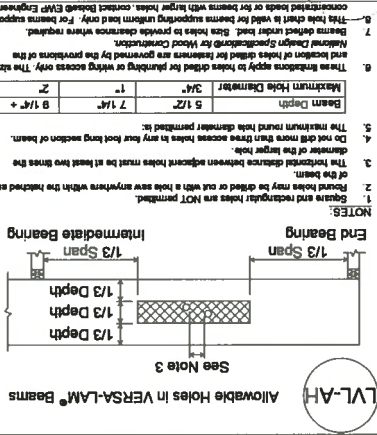 LVL-AH
Allowable Holes in VERSA-LAM® Beams
See Note 3
1/3 Depth
1/3 Depth
1/3 Depth
1/3 Span
1/3 Span
End Bearing
Intermediate Bearing
NOTES:
1. Square and rectangular holes are NOT permitted.
2. Round holes may be drilled or cut with a hole saw anywhere within the hatched
of the beam.
3. The horizontal distance between adjacent holes must be at least two times the
diameter of the larger hole.
4. Do not drill more than three access holes in any four foot long section of beam.
5. The maximum round hole diameter permitted is:
Beam Depth 5 1/2" 7 1/4" 9 1/4" +
Maximum Hole Diameter 3/4" 1" 2"
6. These limitations apply to holes drilled for plumbing or wiring access only. The
and location of holes drilled for fasteners are governed by the provisions of the
National Design Specification® for Wood Construction.
7. Beams deflect under load. Size holes to provide clearance where required.
8. This hole chart is valid for beams supporting uniform load only. For beams
concentrated loads or for beams with larger holes, contact Boise® EWP